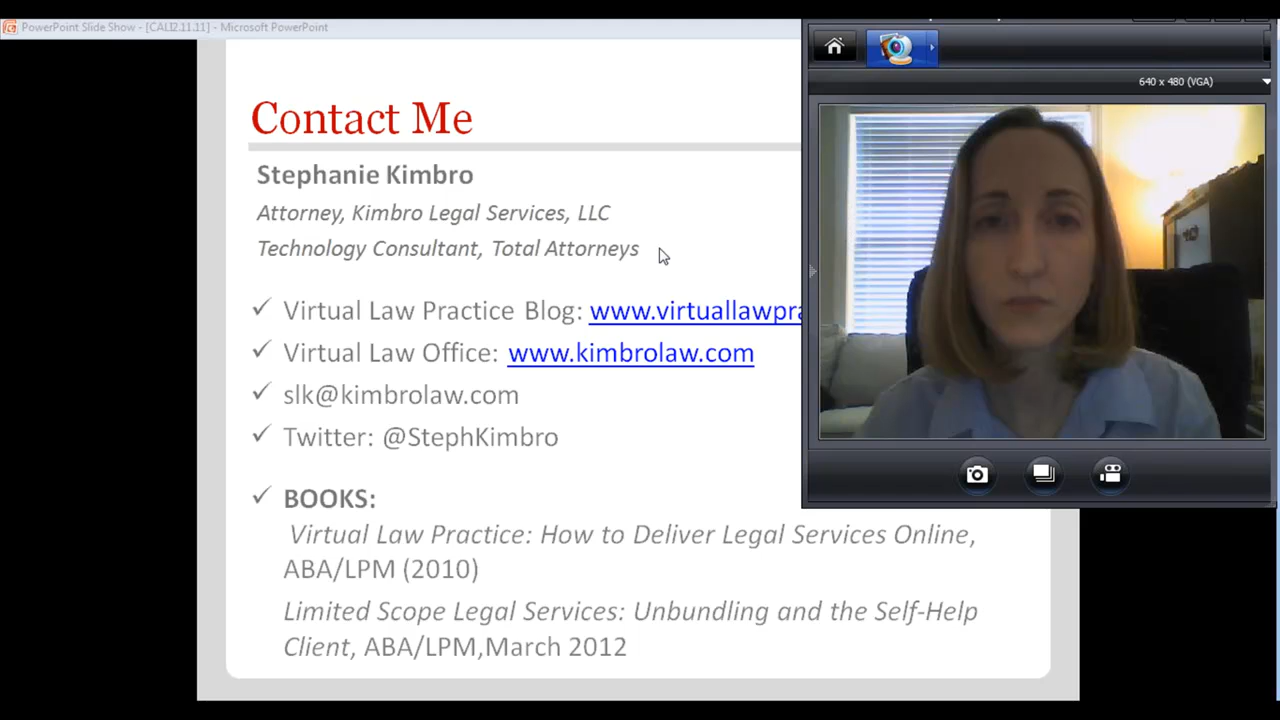 PowerPoint Slide Show - [CALI2.11.11] - Microsoft PowerPoint
640 x 480 (VGA)
Contact Me
Stephanie Kimbro
Attorney, Kimbro Legal Services, LLC
Technology Consultant, Total Attorneys
✓ Virtual Law Practice Blog: www.virtuallawpra
✓ Virtual Law Office: www.kimbrolaw.com
✓ slk@kimbrolaw.com
✓ Twitter: @StephKimbro
✓ BOOKS:
Virtual Law Practice: How to Deliver Legal Services Online,
ABA/LPM (2010)
Limited Scope Legal Services: Unbundling and the Self-Help
Client, ABA/LPM,March 2012